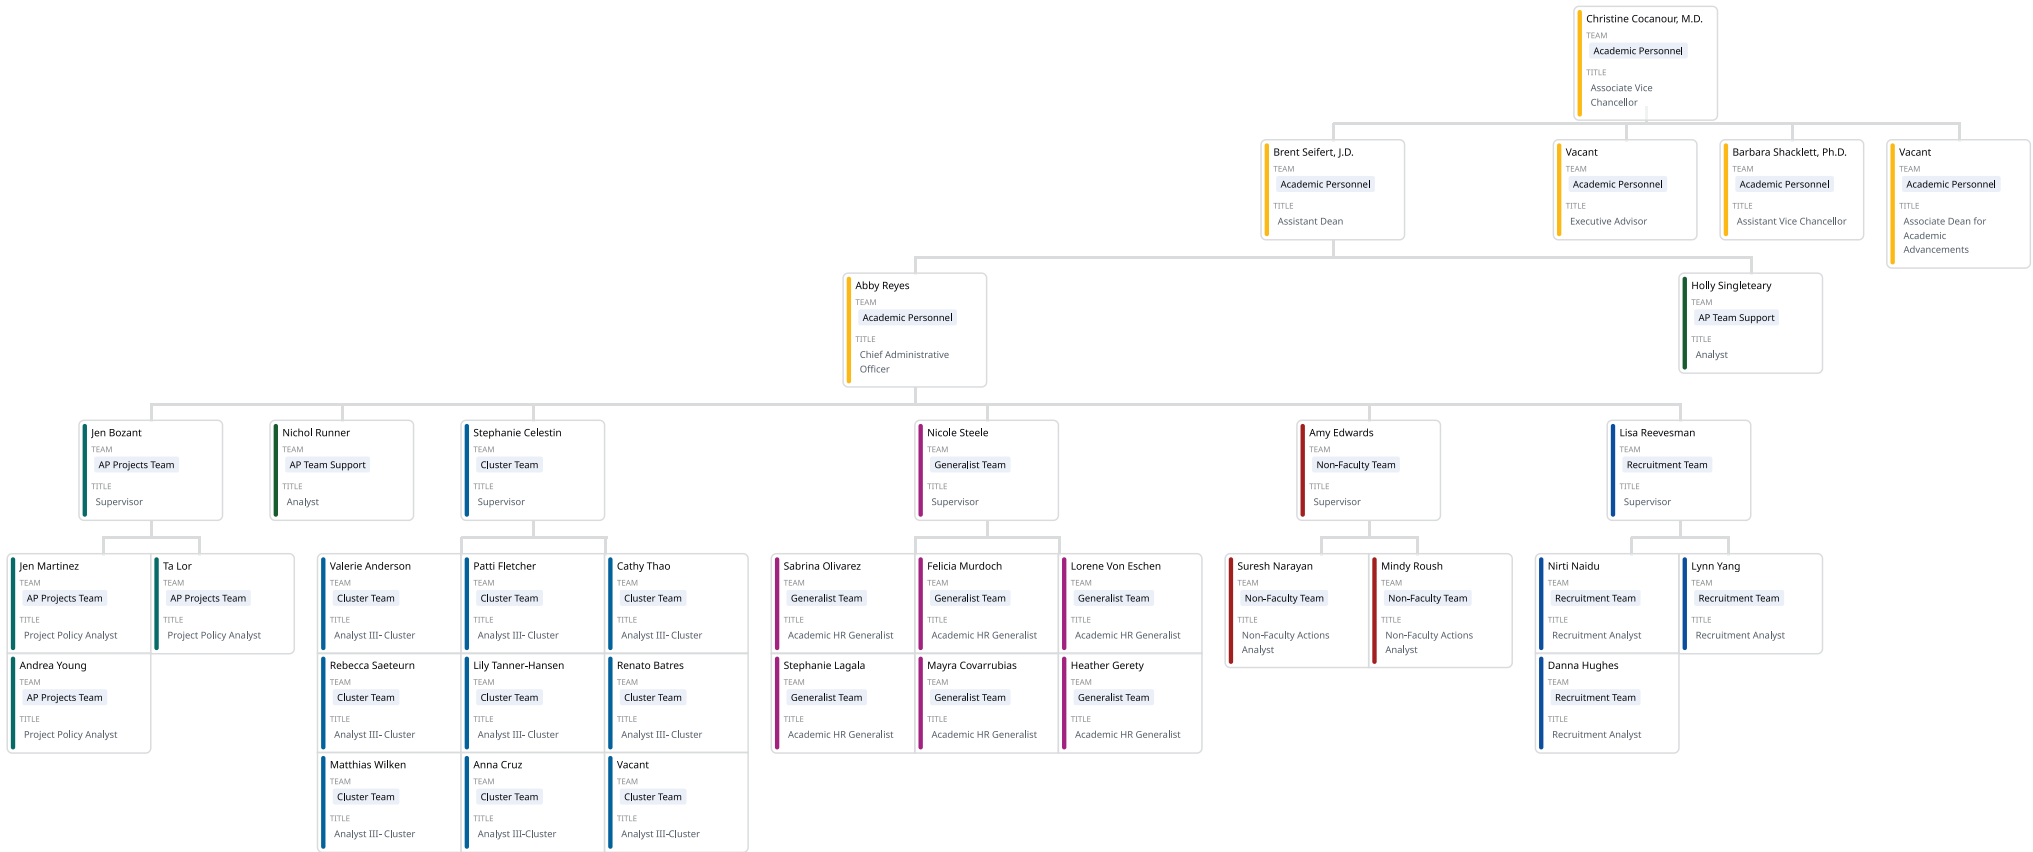 Christine Cocanour, M.D.
TEAM
Academic Personnel
TITLE
Associate Vice
Chancellor
Brent Seifert, J.D.
TEAM
Academic Personnel
TITLE
Assistant Dean
Vacant
TEAM
Academic Personnel
TITLE
Executive Advisor
Barbara Shacklett, Ph.D.
TEAM
Academic Personnel
TITLE
Assistant Vice Chancellor
Vacant
TEAM
Academic Personnel
TITLE
Associate Dean for
Academic
Advancements
Abby Reyes
TEAM
Academic Personnel
TITLE
Chief Administrative
Officer
Holly Singleteary
TEAM
AP Team Support
TITLE
Analyst
Jen Bozant
TEAM
AP Projects Team
TITLE
Supervisor
Nichol Runner
TEAM
AP Team Support
TITLE
Analyst
Stephanie Celestin
TEAM
Cluster Team
TITLE
Supervisor
Nicole Steele
TEAM
Generalist Team
TITLE
Supervisor
Amy Edwards
TEAM
Non-Faculty Team
TITLE
Supervisor
Lisa Reevesman
TEAM
Recruitment Team
TITLE
Supervisor
Jen Martinez
TEAM
AP Projects Team
TITLE
Project Policy Analyst
Ta Lor
TEAM
AP Projects Team
TITLE
Project Policy Analyst
Andrea Young
TEAM
AP Projects Team
TITLE
Project Policy Analyst
Valerie Anderson
TEAM
Cluster Team
TITLE
Analyst III- Cluster
Patti Fletcher
TEAM
Cluster Team
TITLE
Analyst III- Cluster
Cathy Thao
TEAM
Cluster Team
TITLE
Analyst III- Cluster
Rebecca Saeteurn
TEAM
Cluster Team
TITLE
Analyst III- Cluster
Lily Tanner-Hansen
TEAM
Cluster Team
TITLE
Analyst III- Cluster
Renato Batres
TEAM
Cluster Team
TITLE
Analyst III- Cluster
Matthias Wilken
TEAM
Cluster Team
TITLE
Analyst III- Cluster
Anna Cruz
TEAM
Cluster Team
TITLE
Analyst III-Cluster
Vacant
TEAM
Cluster Team
TITLE
Analyst III-Cluster
Sabrina Olivarez
TEAM
Generalist Team
TITLE
Academic HR Generalist
Felicia Murdoch
TEAM
Generalist Team
TITLE
Academic HR Generalist
Lorene Von Eschen
TEAM
Generalist Team
TITLE
Academic HR Generalist
Stephanie Lagala
TEAM
Generalist Team
TITLE
Academic HR Generalist
Mayra Covarrubias
TEAM
Generalist Team
TITLE
Academic HR Generalist
Heather Gerety
TEAM
Generalist Team
TITLE
Academic HR Generalist
Suresh Narayan
TEAM
Non-Faculty Team
TITLE
Non-Faculty Actions
Analyst
Mindy Roush
TEAM
Non-Faculty Team
TITLE
Non-Faculty Actions
Analyst
Nirti Naidu
TEAM
Recruitment Team
TITLE
Recruitment Analyst
Lynn Yang
TEAM
Recruitment Team
TITLE
Recruitment Analyst
Danna Hughes
TEAM
Recruitment Team
TITLE
Recruitment Analyst